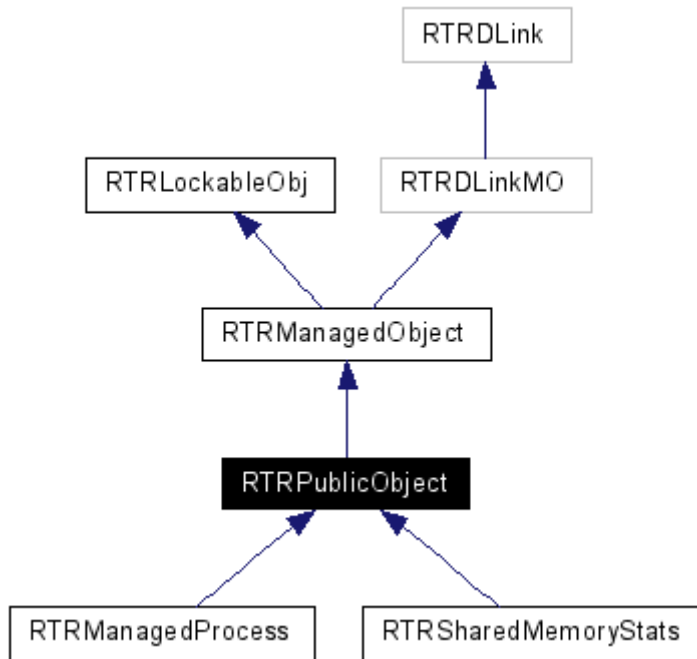 RTRDLink
RTRLockableObj
RTRDLinkMO
RTRManagedObject
RTRPublicObject
RTRManagedProcess
RTRSharedMemoryStats